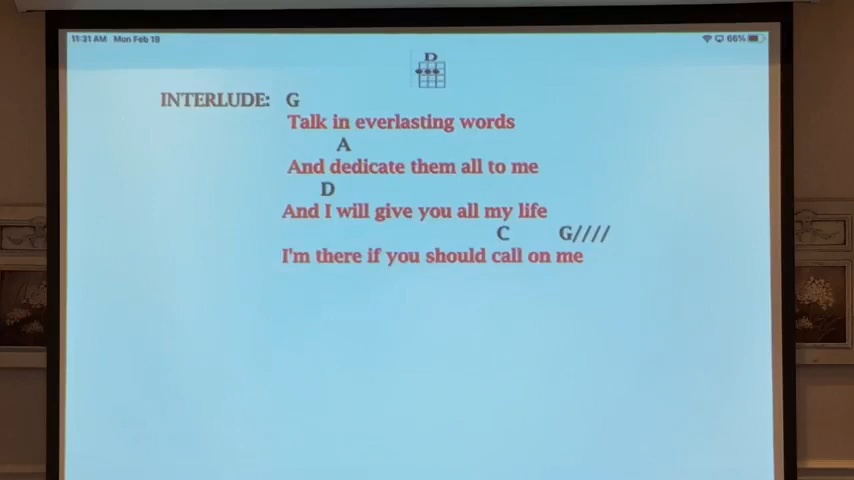 11:31 AM Mon Feb 19
66%
D
INTERLUDE: G
Talk in everlasting words
A
And dedicate them all to me
D
And I will give you all my life
C G////
I'm there if you should call on me